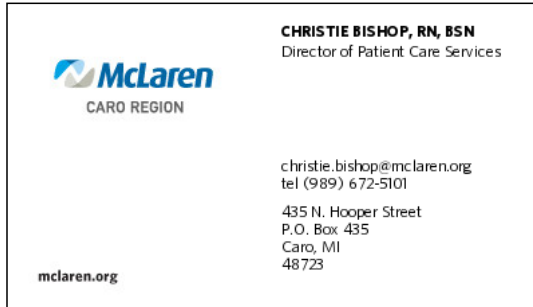 McLaren
CARO REGION
mclaren.org
CHRISTIE BISHOP, RN, BSN
Director of Patient Care Services
christie.bishop@mclaren.org
tel (989) 672-5101
435 N. Hooper Street
P.O. Box 435
Caro, MI
48723